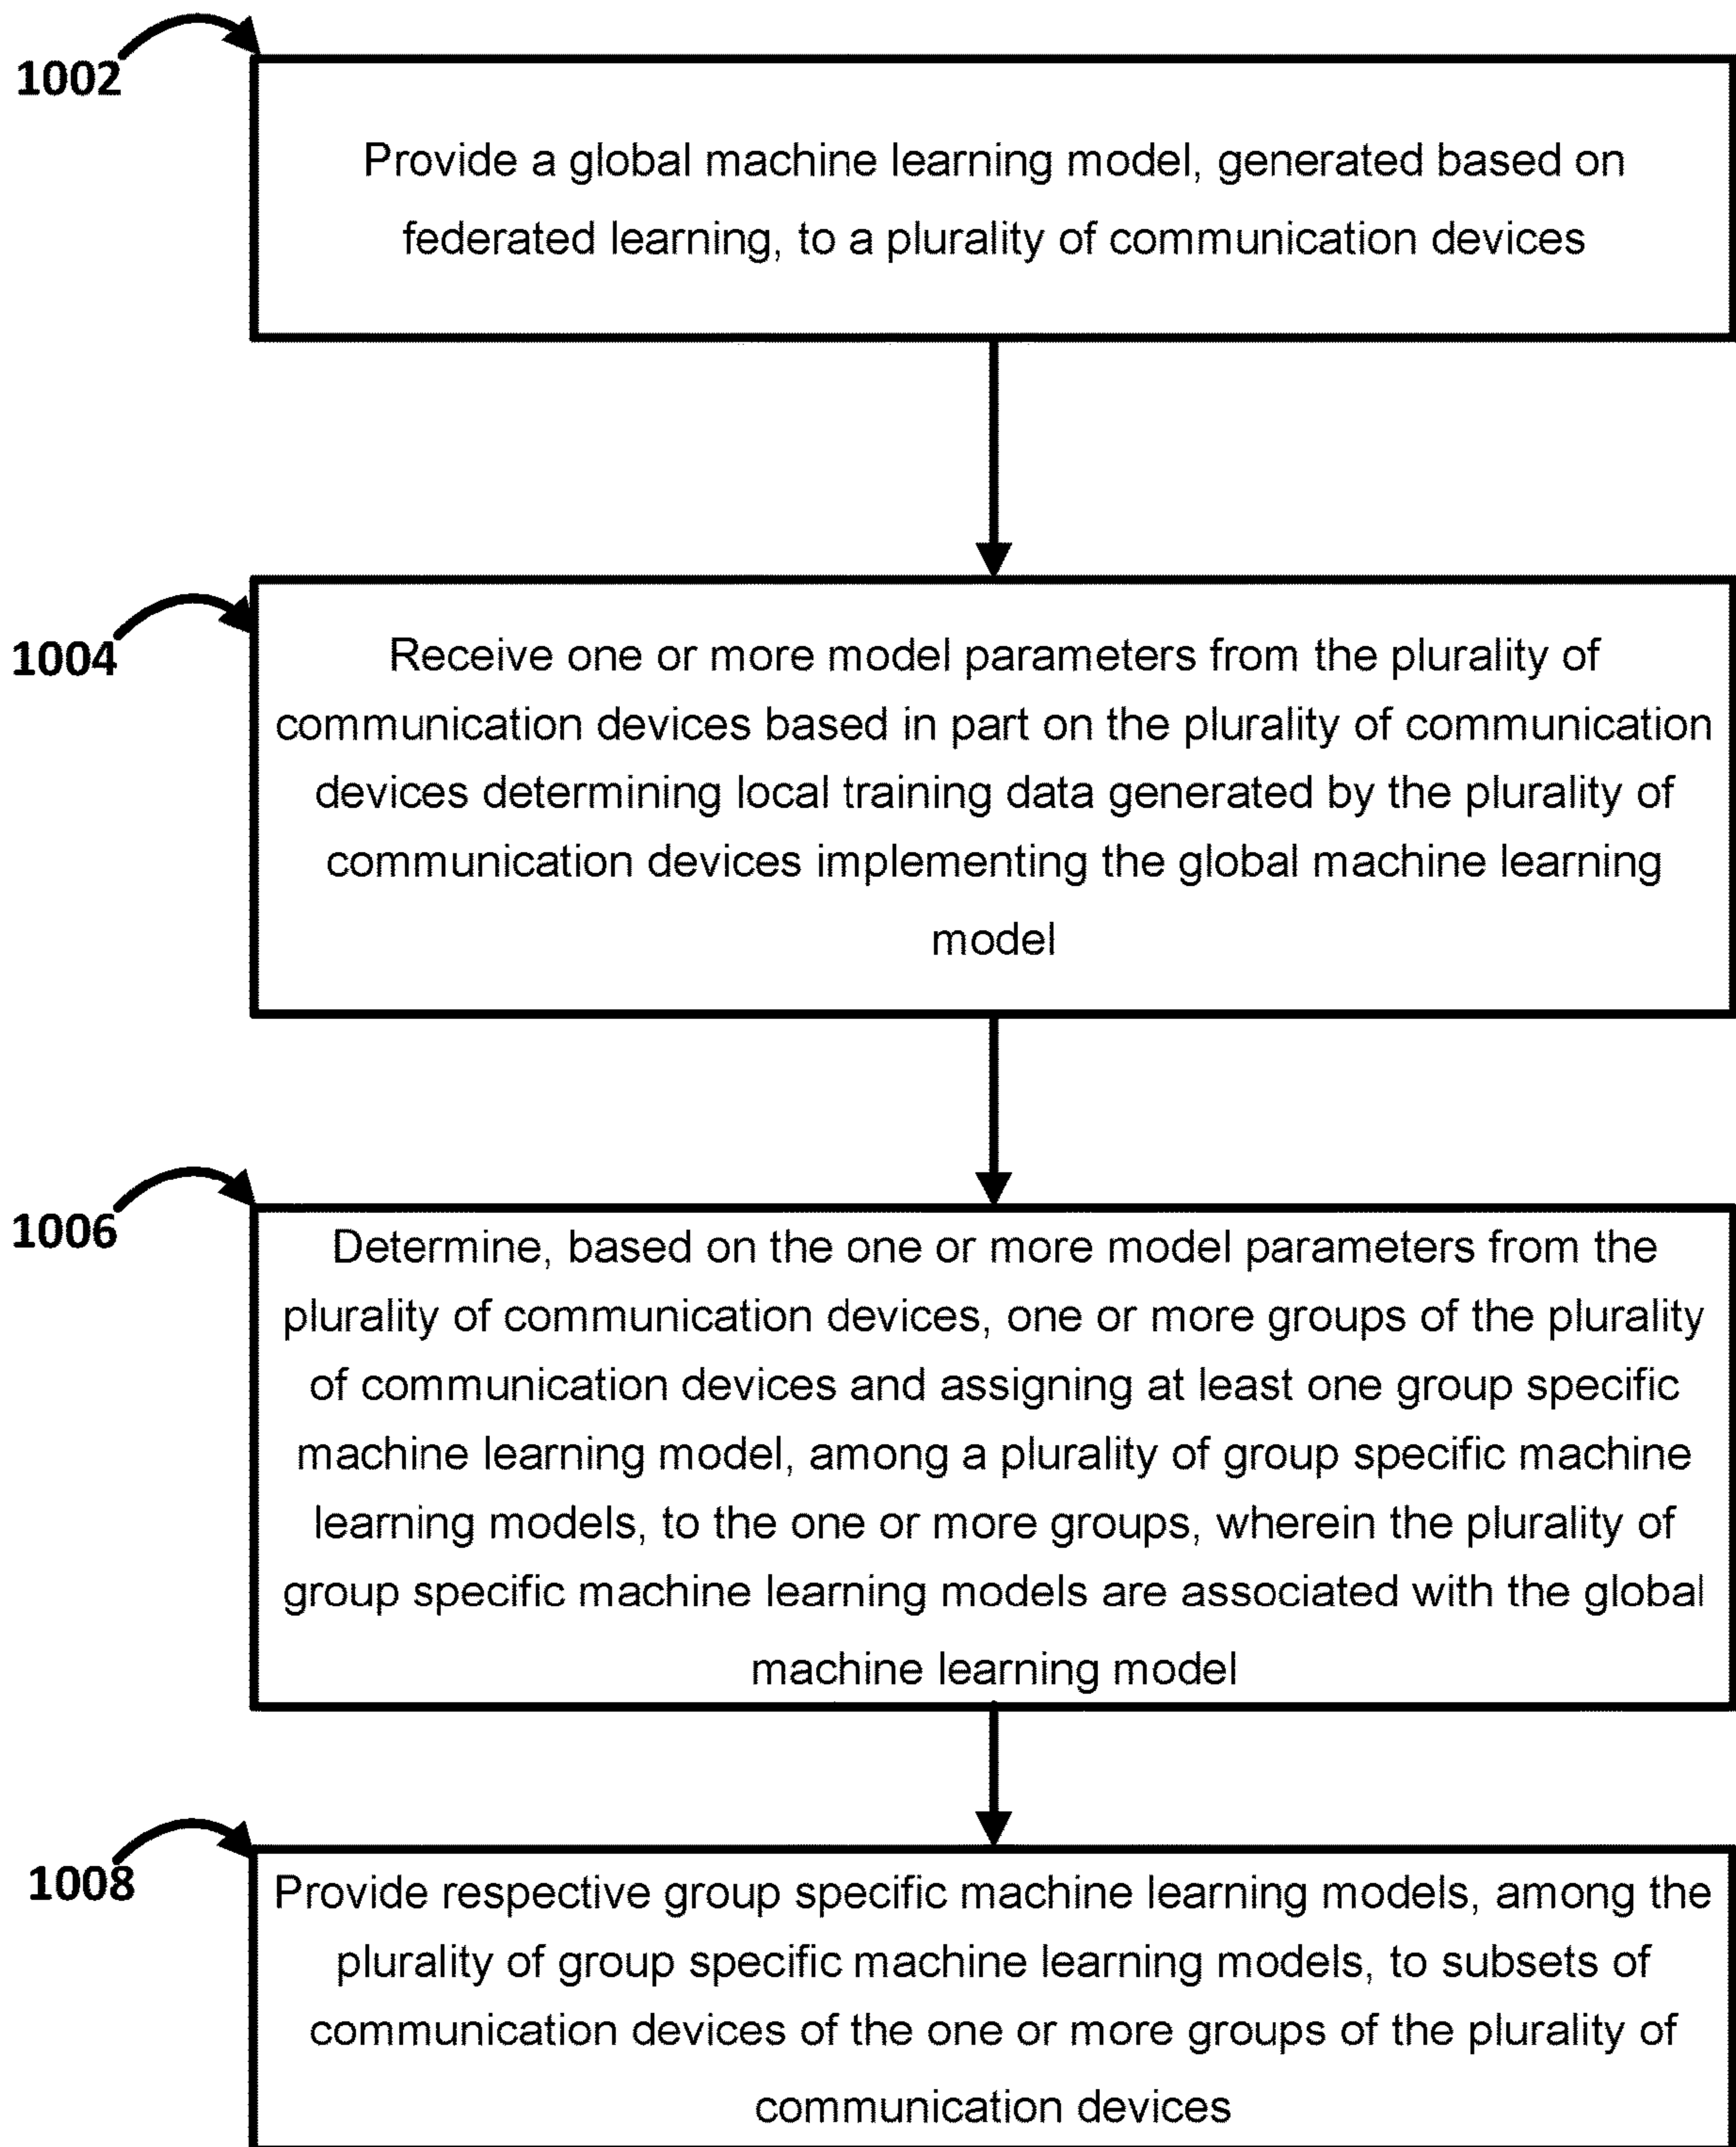 1002
Provide a global machine learning model, generated based on
federated learning, to a plurality of communication devices
1004
Receive one or more model parameters from the plurality of
communication devices based in part on the plurality of communication
devices determining local training data generated by the plurality of
communication devices implementing the global machine learning
model
1006
Determine, based on the one or more model parameters from the
plurality of communication devices, one or more groups of the plurality
of communication devices and assigning at least one group specific
machine learning model, among a plurality of group specific machine
learning models, to the one or more groups, wherein the plurality of
group specific machine learning models are associated with the global
machine learning model
1008
Provide respective group specific machine learning models, among the
plurality of group specific machine learning models, to subsets of
communication devices of the one or more groups of the plurality of
communication devices